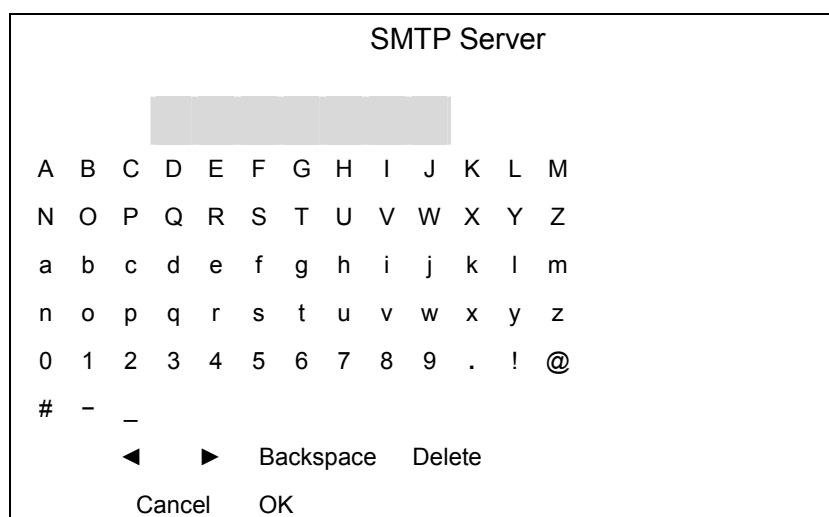 SMTP Server
A B C D E F G H I J K L M
N O P Q R S T U V W X Y Z
a b c d e f g h i j k l m
n o p q r s t u v w x y z
0 1 2 3 4 5 6 7 8 9 . ! @
# − _
◄ ► Backspace Delete
Cancel OK